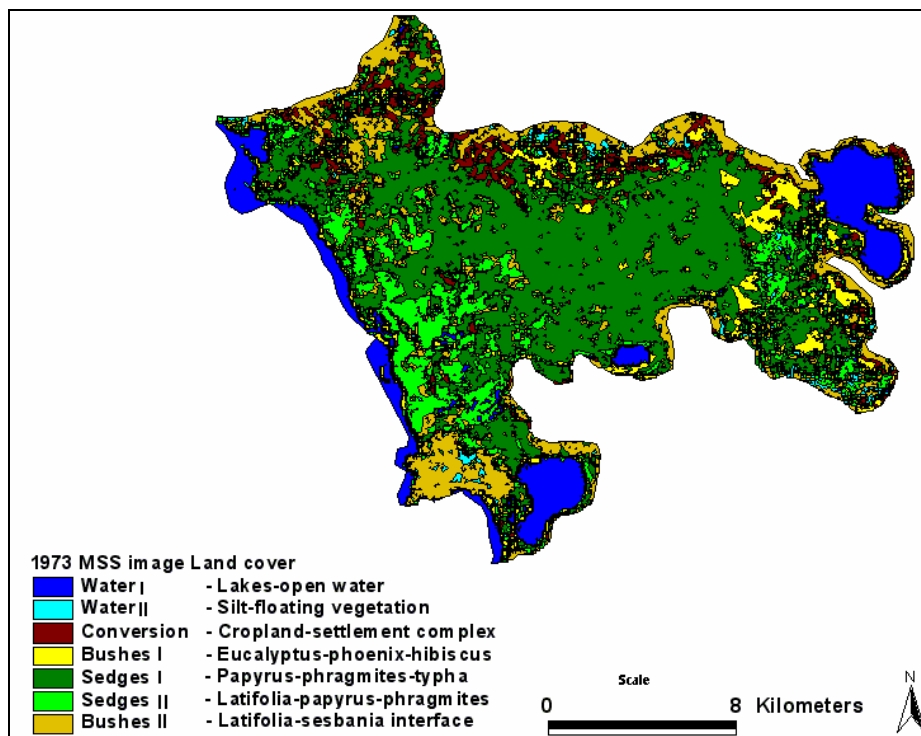 1973 MSS image Land cover
Water I - Lakes-open water
Water II - Silt-floating vegetation
Conversion - Cropland-settlement complex
Bushes I - Eucalyptus-phoenix-hibiscus
Sedges I - Papyrus-phragmites-typha
Sedges II - Latifolia-papyrus-phragmites
Bushes II - Latifolia-sesbania interface
Scale
0 8 Kilometers
N